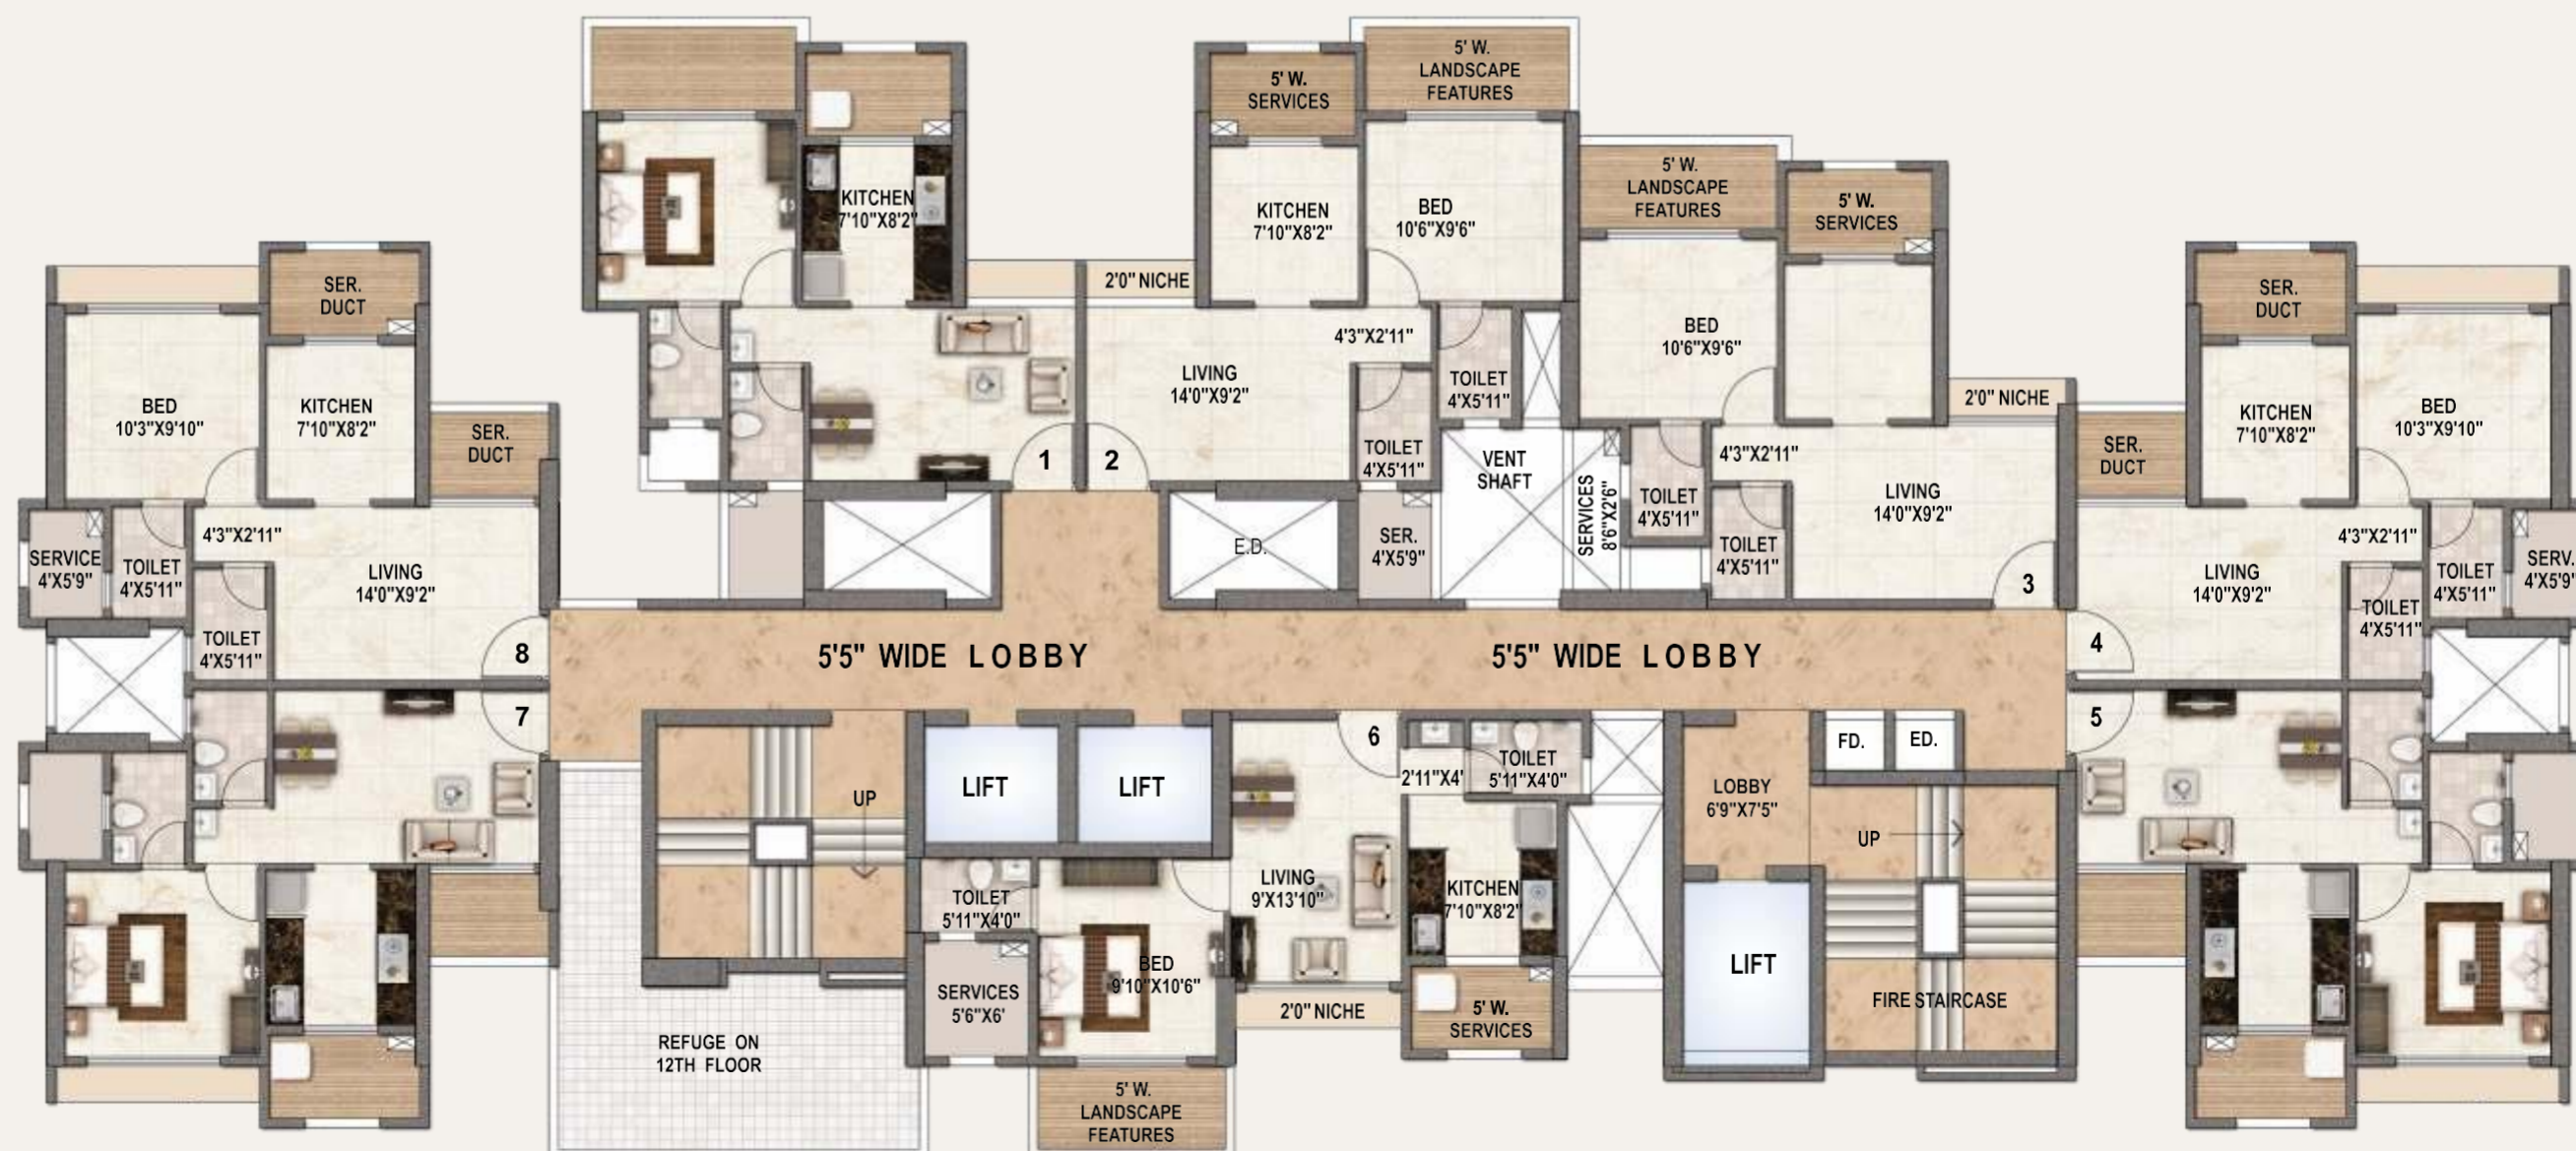 5' W.
LANDSCAPE
FEATURES
5' W.
SERVICES
KITCHEN
7'10"X8'2"
KITCHEN
7'10"X8'2"
BED
10'6"X9'6"
5' W.
LANDSCAPE
FEATURES
5' W.
SERVICES
SER.
DUCT
2'0" NICHE
4'3"X2'11"
BED
10'6"X9'6"
SER.
DUCT
BED
10'3"X9'10"
KITCHEN
7'10"X8'2"
SER.
DUCT
LIVING
14'0"X9'2"
TOILET
4'X5'11"
2'0" NICHE
KITCHEN
7'10"X8'2"
BED
10'3"X9'10"
SER.
DUCT
1
2
TOILET
4'X5'11"
VENT
SHAFT
4'3"X2'11"
SERVICE
4'X5'9"
TOILET
4'X5'11"
4'3"X2'11"
LIVING
14'0"X9'2"
E.D.
SER.
4'X5'9"
SERVICES
8'6"X2'6"
TOILET
4'X5'11"
TOILET
4'X5'11"
LIVING
14'0"X9'2"
3
4'3"X2'11"
LIVING
14'0"X9'2"
TOILET
4'X5'11"
SERV.
4'X5'9"
TOILET
4'X5'11"
TOILET
4'X5'11"
8
5'5" WIDE LOBBY
5'5" WIDE LOBBY
4
7
5
6
UP
LIFT
LIFT
2'11"X4'
TOILET
5'11"X4'0"
LOBBY
6'9"X7'5"
FD.
ED.
UP
TOILET
5'11"X4'0"
LIVING
9'X13'10"
KITCHEN
7'10"X8'2"
BED
9'10"X10'6"
LIFT
SERVICES
5'6"X6'
2'0" NICHE
5' W.
SERVICES
FIRE STAIRCASE
REFUGE ON
12TH FLOOR
5' W.
LANDSCAPE
FEATURES